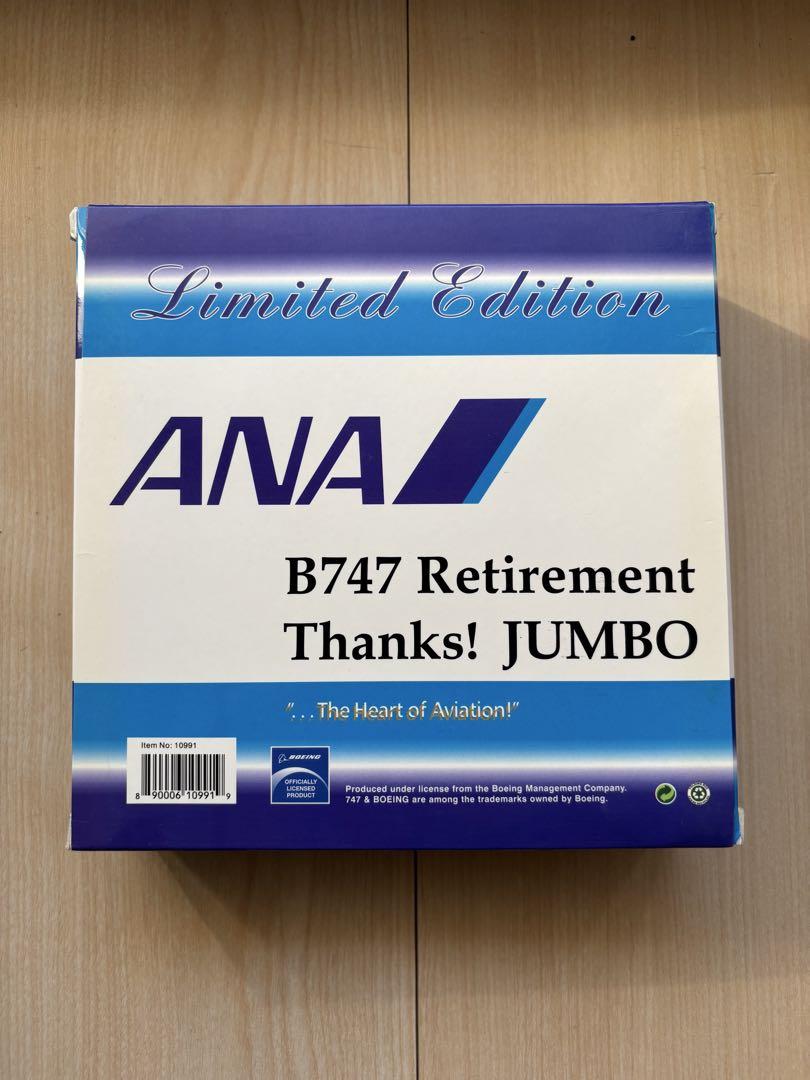 Limited Edition
ANA
B747 Retirement
Thanks! JUMBO
"...The Heart of Aviation!"
Item No: 10991
8 90006 10991 9
BOEING
OFFICIALLY
LICENSED
PRODUCT
Produced under license from the Boeing Management Company.
747 & BOEING are among the trademarks owned by Boeing.